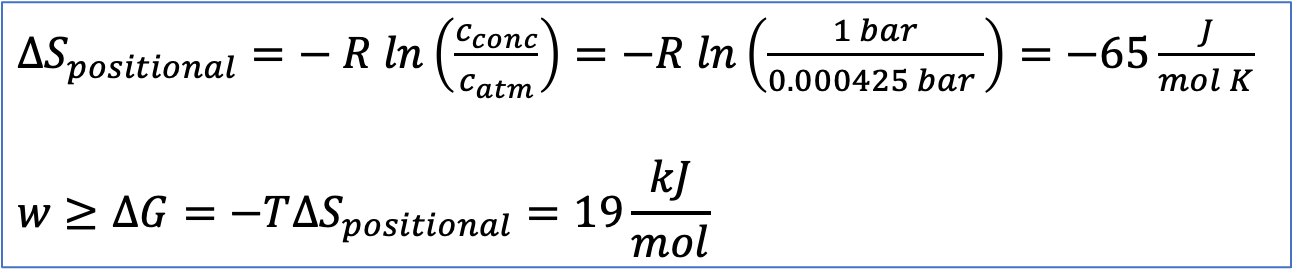 ΔS_positional = − R ln (c_conc / c_atm) = −R ln (1 bar / 0.000425 bar) = −65 J / mol K
w ≥ ΔG = −TΔS_positional = 19 kJ / mol